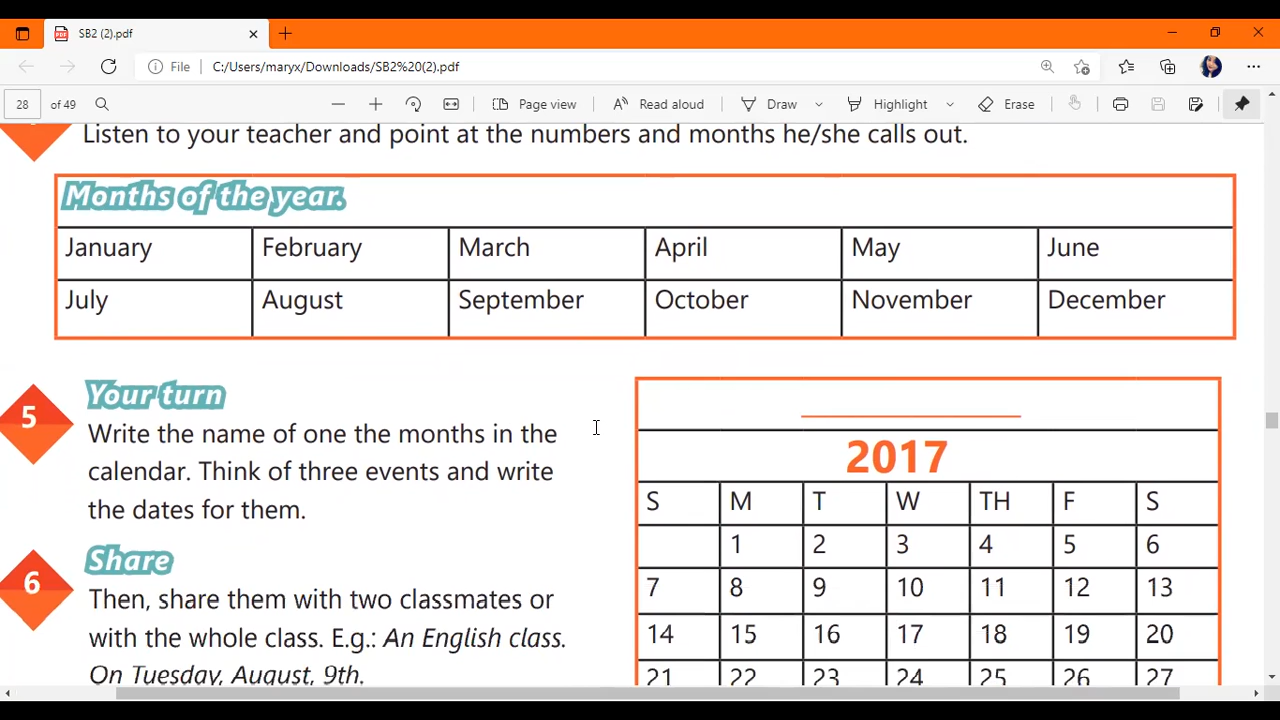 SB2 (2).pdf
File C:/Users/maryx/Downloads/SB2%20(2).pdf
28 of 49 Page view Read aloud Draw Highlight Erase
Listen to your teacher and point at the numbers and months he/she calls out.
Months of the year.
January February March April May June
July August September October November December
5 Your turn
Write the name of one the months in the
calendar. Think of three events and write
the dates for them.
6 Share
Then, share them with two classmates or
with the whole class. E.g.: An English class.
On Tuesday, August, 9th.
2017
S M T W TH F S
1 2 3 4 5 6
7 8 9 10 11 12 13
14 15 16 17 18 19 20
21 22 23 24 25 26 27